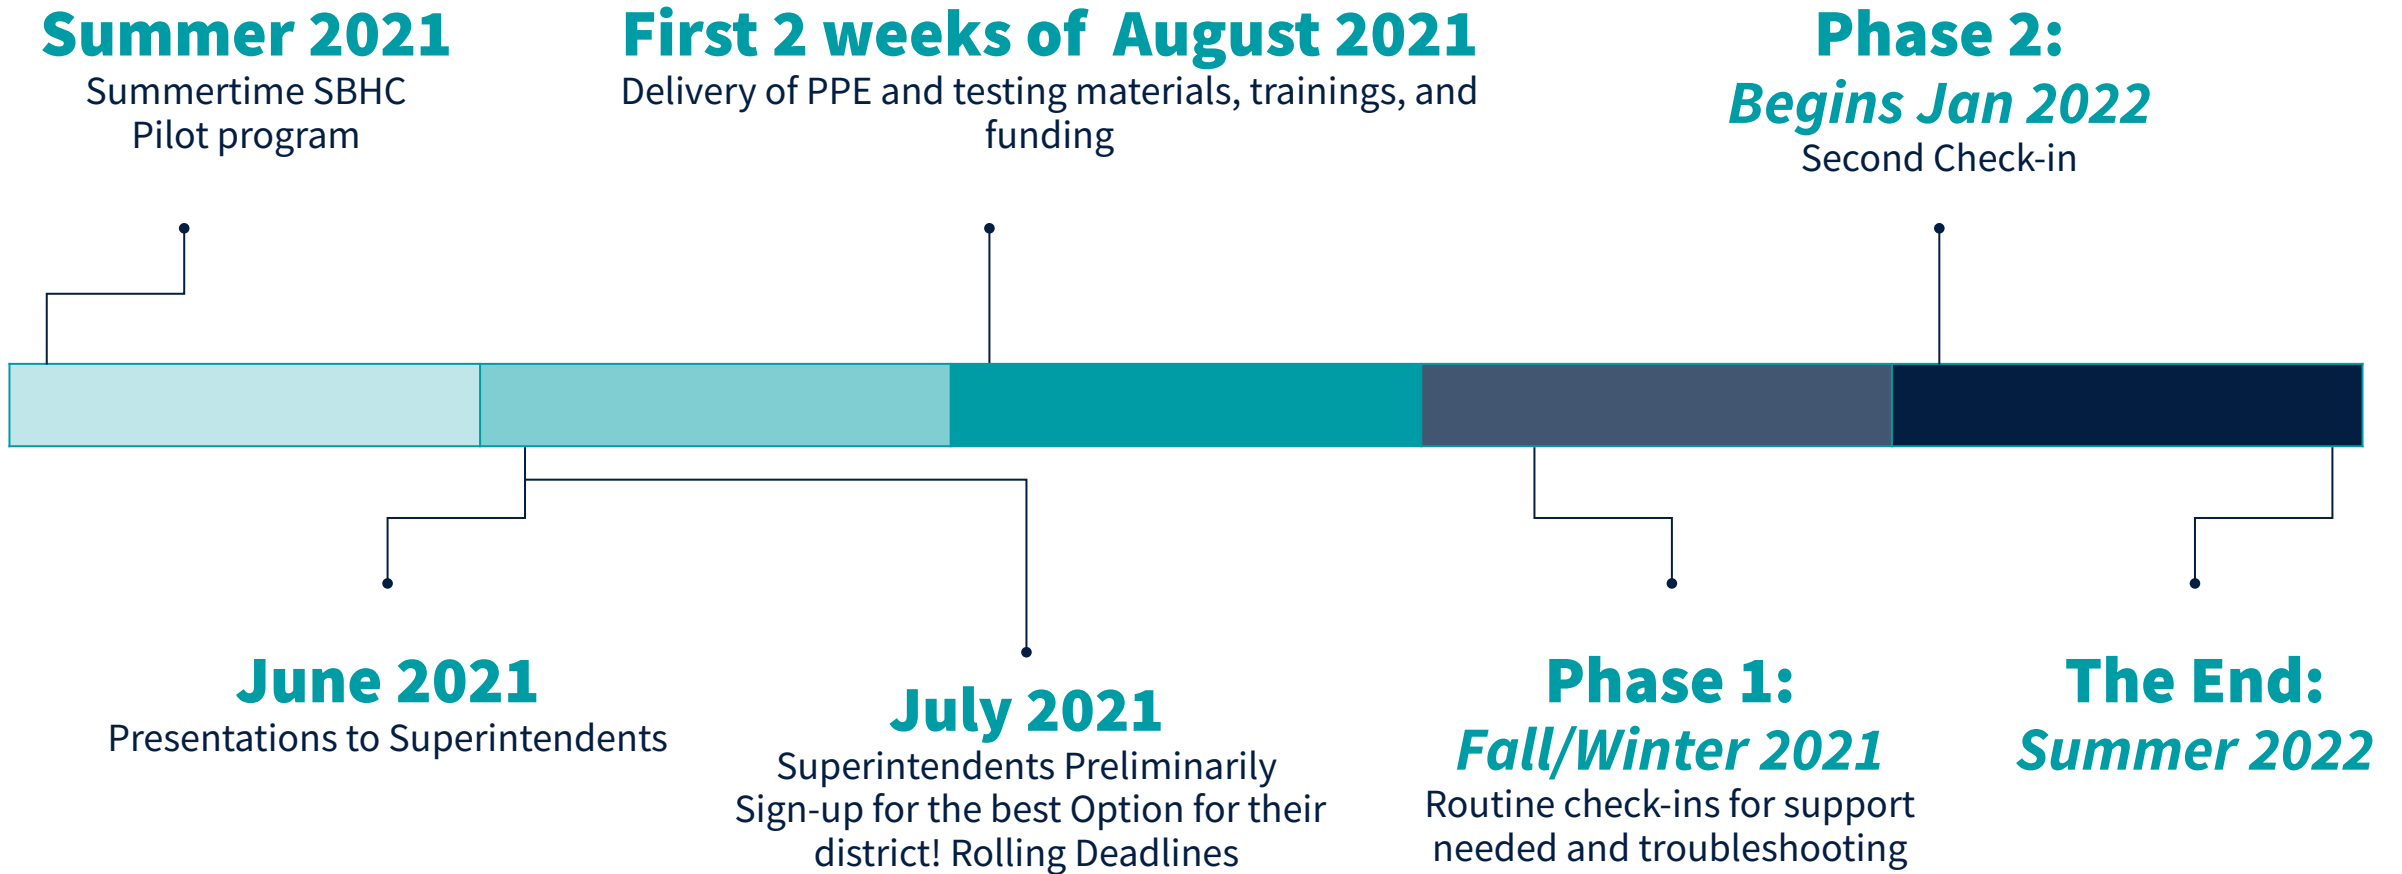 Summer 2021
Summertime SBHC
Pilot program
First 2 weeks of  August 2021
Delivery of PPE and testing materials, trainings, and
funding
Phase 2:
Begins Jan 2022
Second Check-in
June 2021
Presentations to Superintendents
July 2021
Superintendents Preliminarily
Sign-up for the best Option for their
district! Rolling Deadlines
Phase 1:
Fall/Winter 2021
Routine check-ins for support
needed and troubleshooting
The End:
Summer 2022